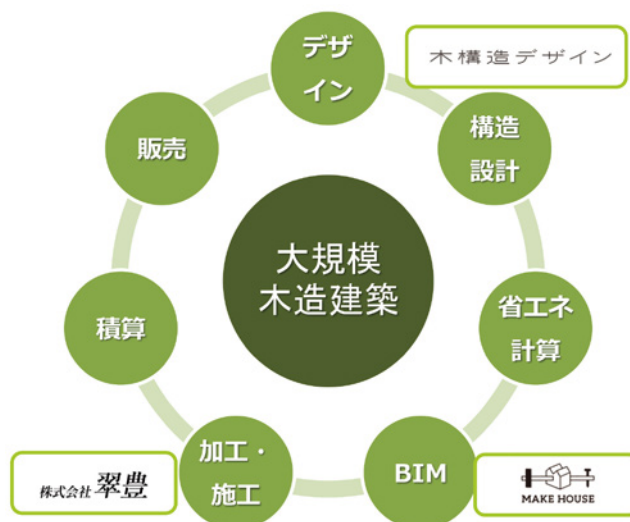 デザ
イン
木構造デザイン
販売
構造
設計
大規模
木造建築
積算
省エネ
計算
加工・
施工
BIM
株式会社 翠豊
MAKE HOUSE